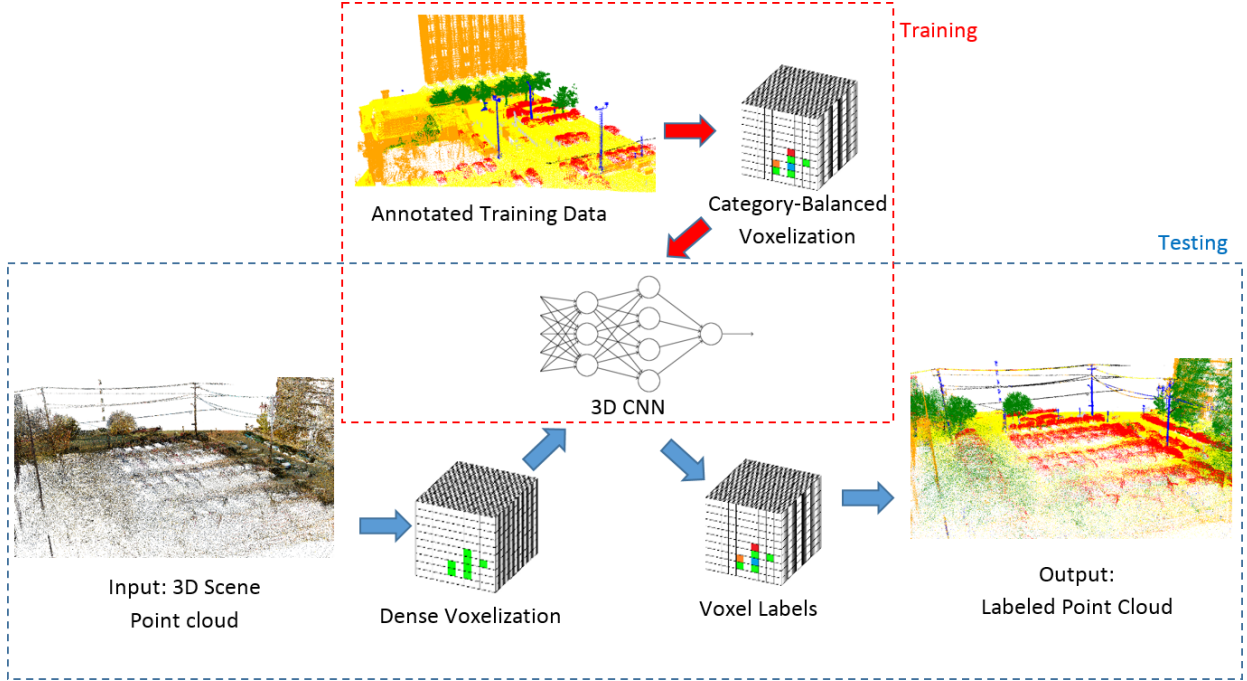 Training
Annotated Training Data
Category-Balanced
Voxelization
Testing
3D CNN
Input: 3D Scene
Point cloud
Dense Voxelization
Voxel Labels
Output:
Labeled Point Cloud